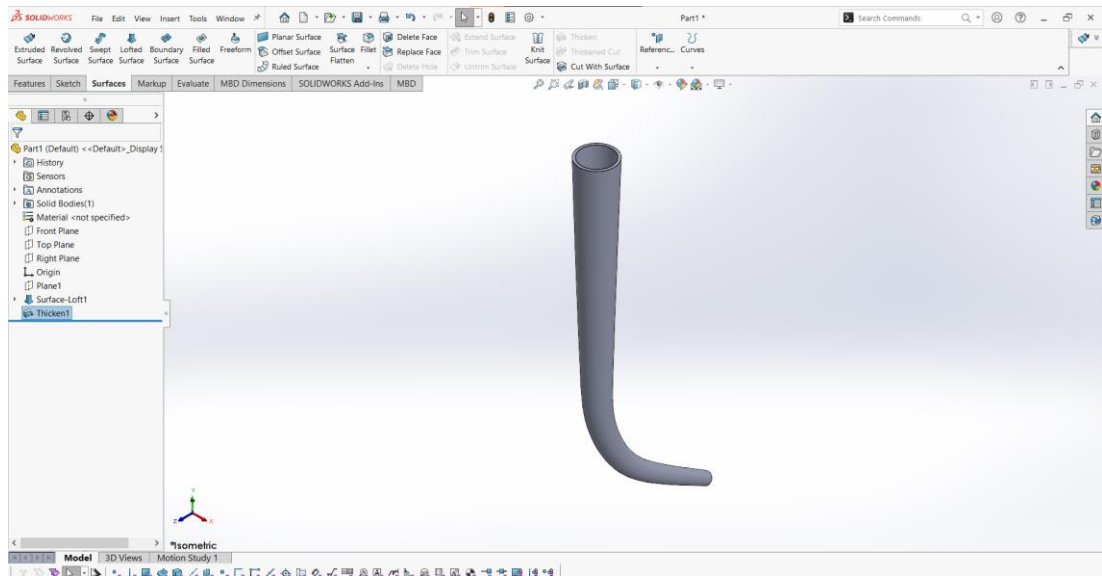 SOLIDWORKS File Edit View Insert Tools Window Part1 * Search Commands
Extruded Surface Revolved Surface Swept Surface Lofted Surface Boundary Surface Filled Surface Freeform
Planar Surface
Offset Surface
Ruled Surface
Surface Flatten Fillet
Delete Face
Replace Face
Delete Hole
Extend Surface
Trim Surface
Untrim Surface
Knit Surface
Thicken
Thickened Cut
Cut With Surface
Referenc... Curves
Features Sketch Surfaces Markup Evaluate MBD Dimensions SOLIDWORKS Add-Ins MBD
Part1 (Default) <<Default>_Display S
History
Sensors
Annotations
Solid Bodies(1)
Material <not specified>
Front Plane
Top Plane
Right Plane
Origin
Plane1
Surface-Loft1
Thicken1
Y
Z X
*Isometric
Model 3D Views Motion Study 1